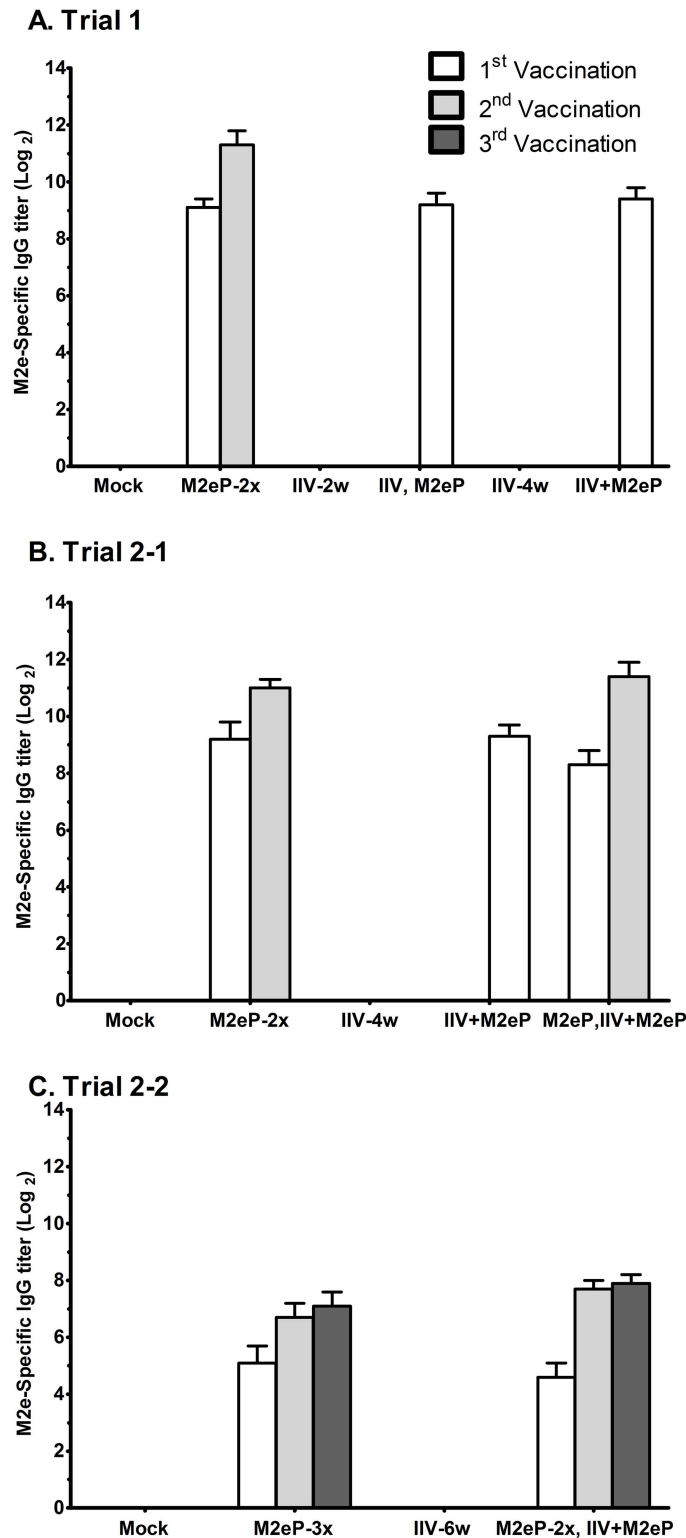 A. Trial 1
1st Vaccination
2nd Vaccination
3rd Vaccination
M2e-Specific IgG titer (Log 2)
14
12
10
8
6
4
2
0
Mock M2eP-2x IIV-2w IIV, M2eP IIV-4w IIV+M2eP
B. Trial 2-1
M2e-Specific IgG titer (Log 2)
14
12
10
8
6
4
2
0
Mock M2eP-2x IIV-4w IIV+M2eP M2eP,IIV+M2eP
C. Trial 2-2
M2e-Specific IgG titer (Log 2)
14
12
10
8
6
4
2
0
Mock M2eP-3x IIV-6w M2eP-2x, IIV+M2eP